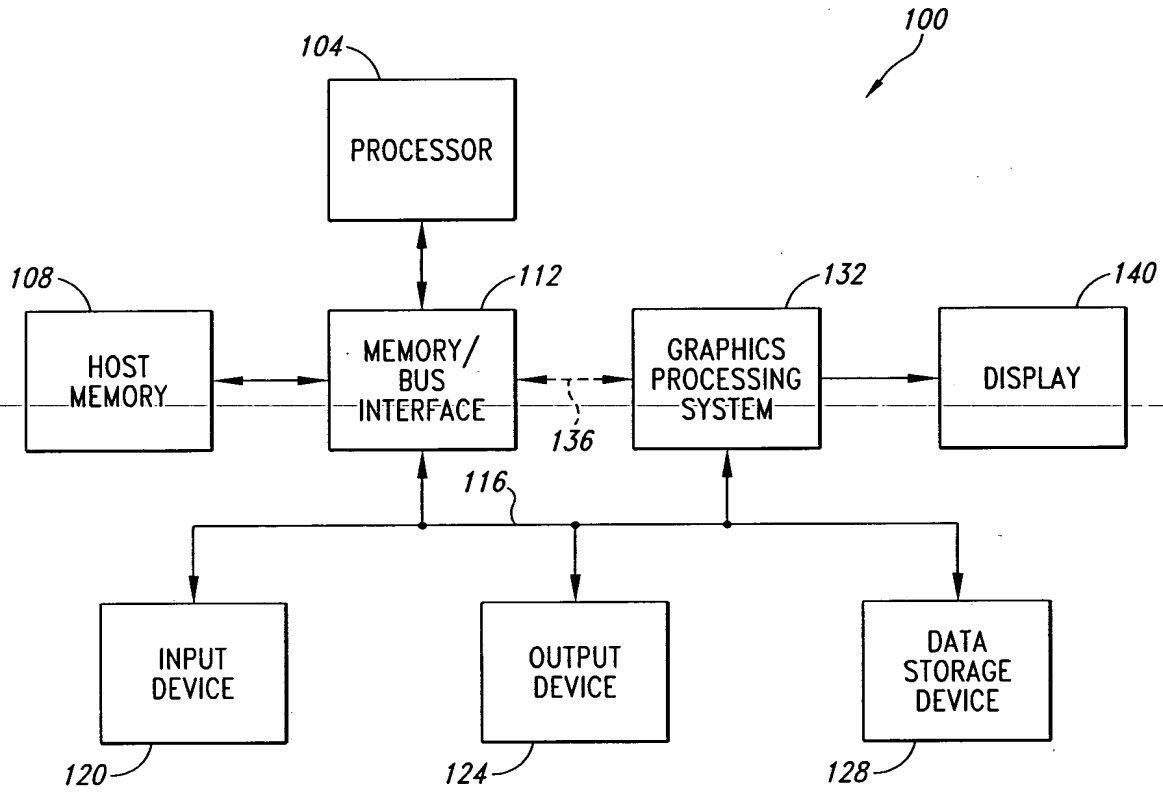 100
104
PROCESSOR
108
112
132
140
HOST
MEMORY
MEMORY/
BUS
INTERFACE
GRAPHICS
PROCESSING
SYSTEM
DISPLAY
136
116
INPUT
DEVICE
OUTPUT
DEVICE
DATA
STORAGE
DEVICE
120
124
128